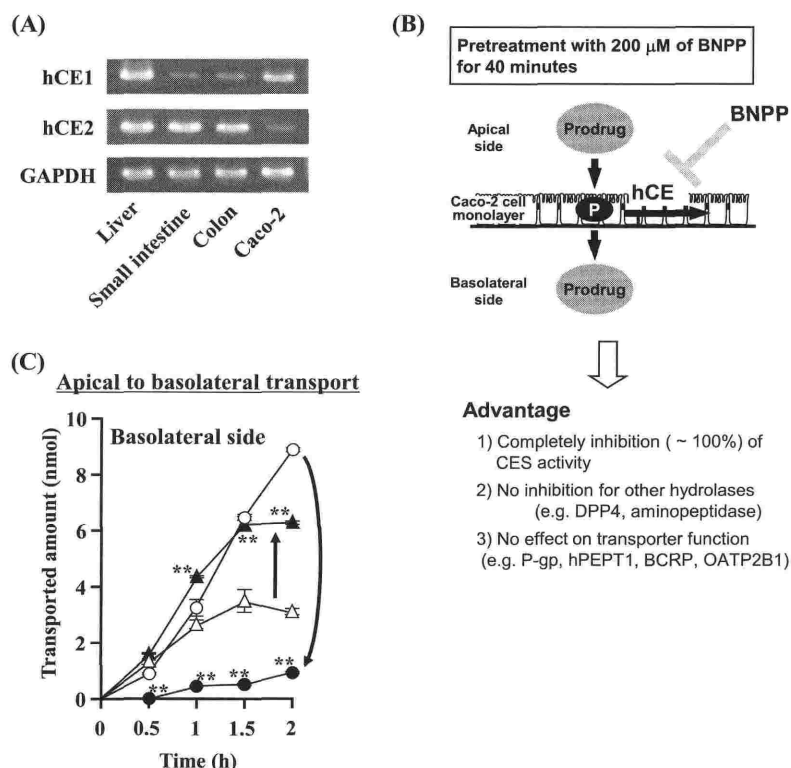 (A)
hCE1
hCE2
GAPDH
Liver
Small intestine
Colon
Caco-2
(B)
Pretreatment with 200 μM of BNPP
for 40 minutes
BNPP
Apical
side
Prodrug
hCE
Caco-2 cell
monolayer
P
Basolateral
side
Prodrug
Advantage
1) Completely inhibition ( ~ 100%) of
CES activity
2) No inhibition for other hydrolases
(e.g. DPP4, aminopeptidase)
3) No effect on transporter function
(e.g. P-gp, hPEPT1, BCRP, OATP2B1)
(C)
Apical to basolateral transport
Basolateral side
Transported amount (nmol)
10
8
6
4
2
0
**
**
**
**
**
**
**
0
0.5
1
1.5
2
Time (h)